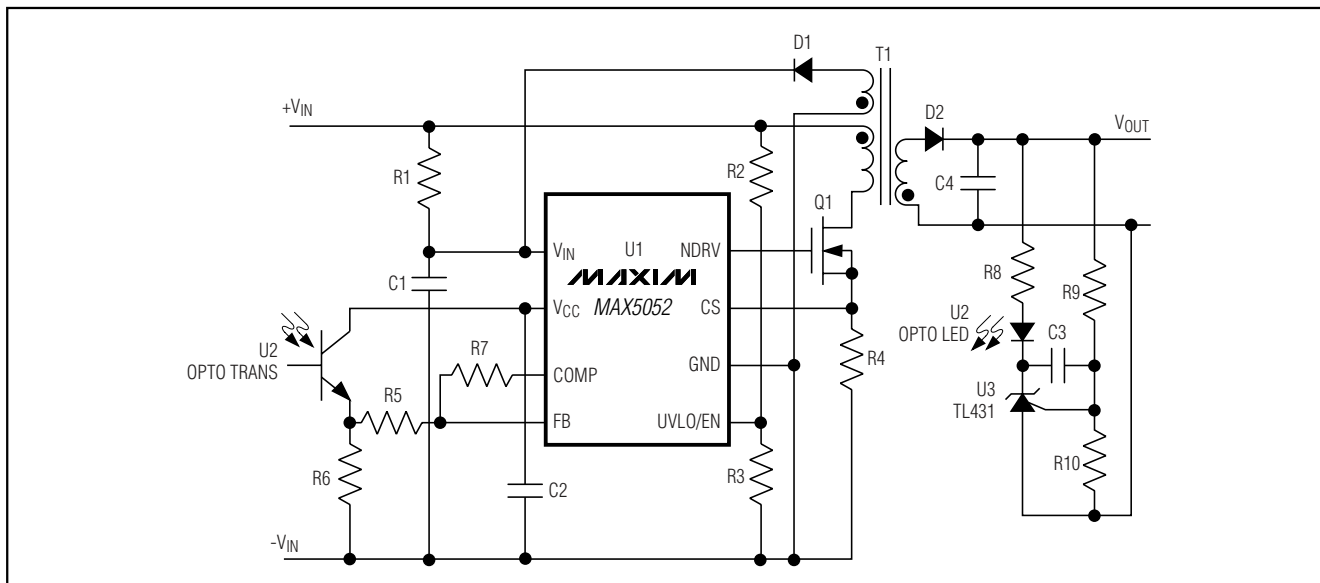 D1
T1
+VIN
D2
VOUT
R1
R2
C4
Q1
VIN
U1
NDRV
MAXIM
R8
R9
C1
VCC
MAX5052
CS
U2
OPTO LED
C3
U2
OPTO TRANS
R7
R4
COMP
GND
U3
TL431
R5
FB
UVLO/EN
R6
R3
R10
C2
-VIN